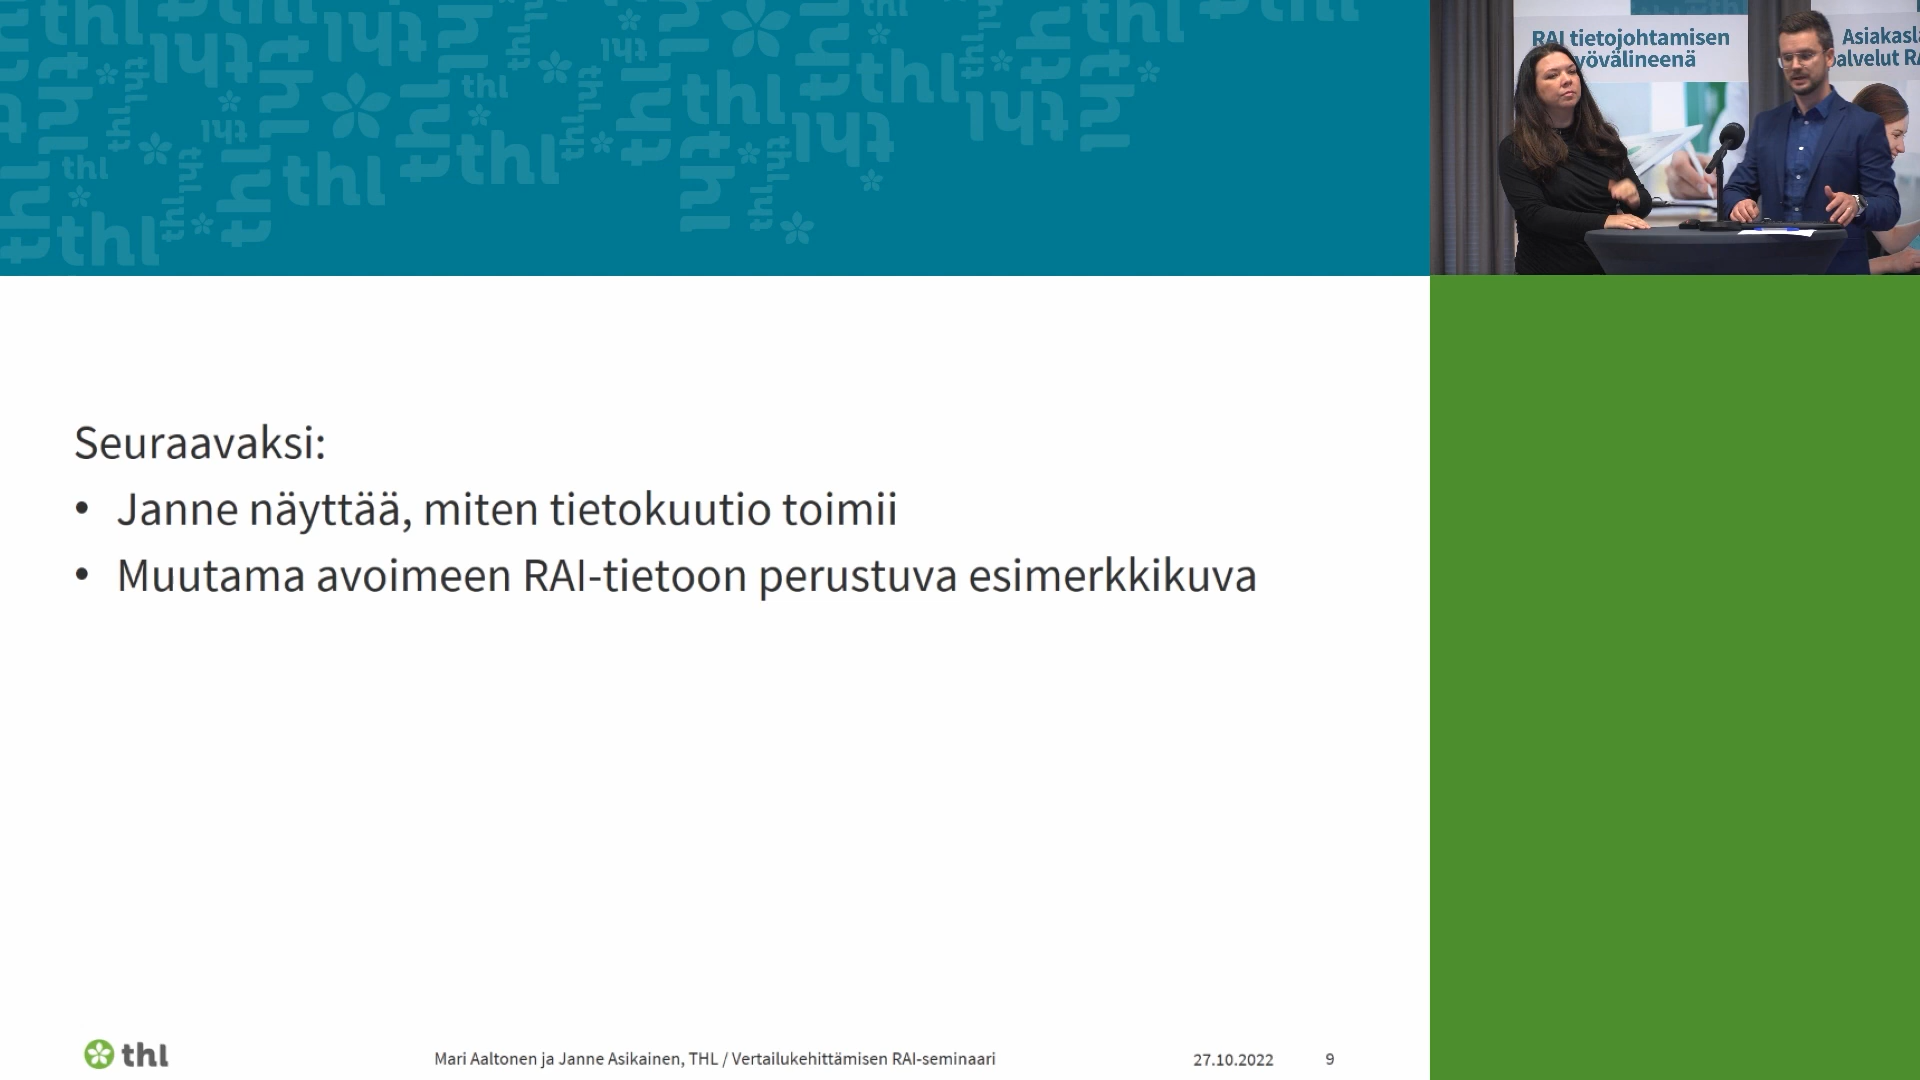 RAI tietojohtamisen
yövälineenä
Asiakasla
alvelut RA
Seuraavaksi:
• Janne näyttää, miten tietokuutio toimii
• Muutama avoimeen RAI-tietoon perustuva esimerkkikuva
thl
Mari Aaltonen ja Janne Asikainen, THL / Vertailukehittämisen RAI-seminaari
27.10.2022
9